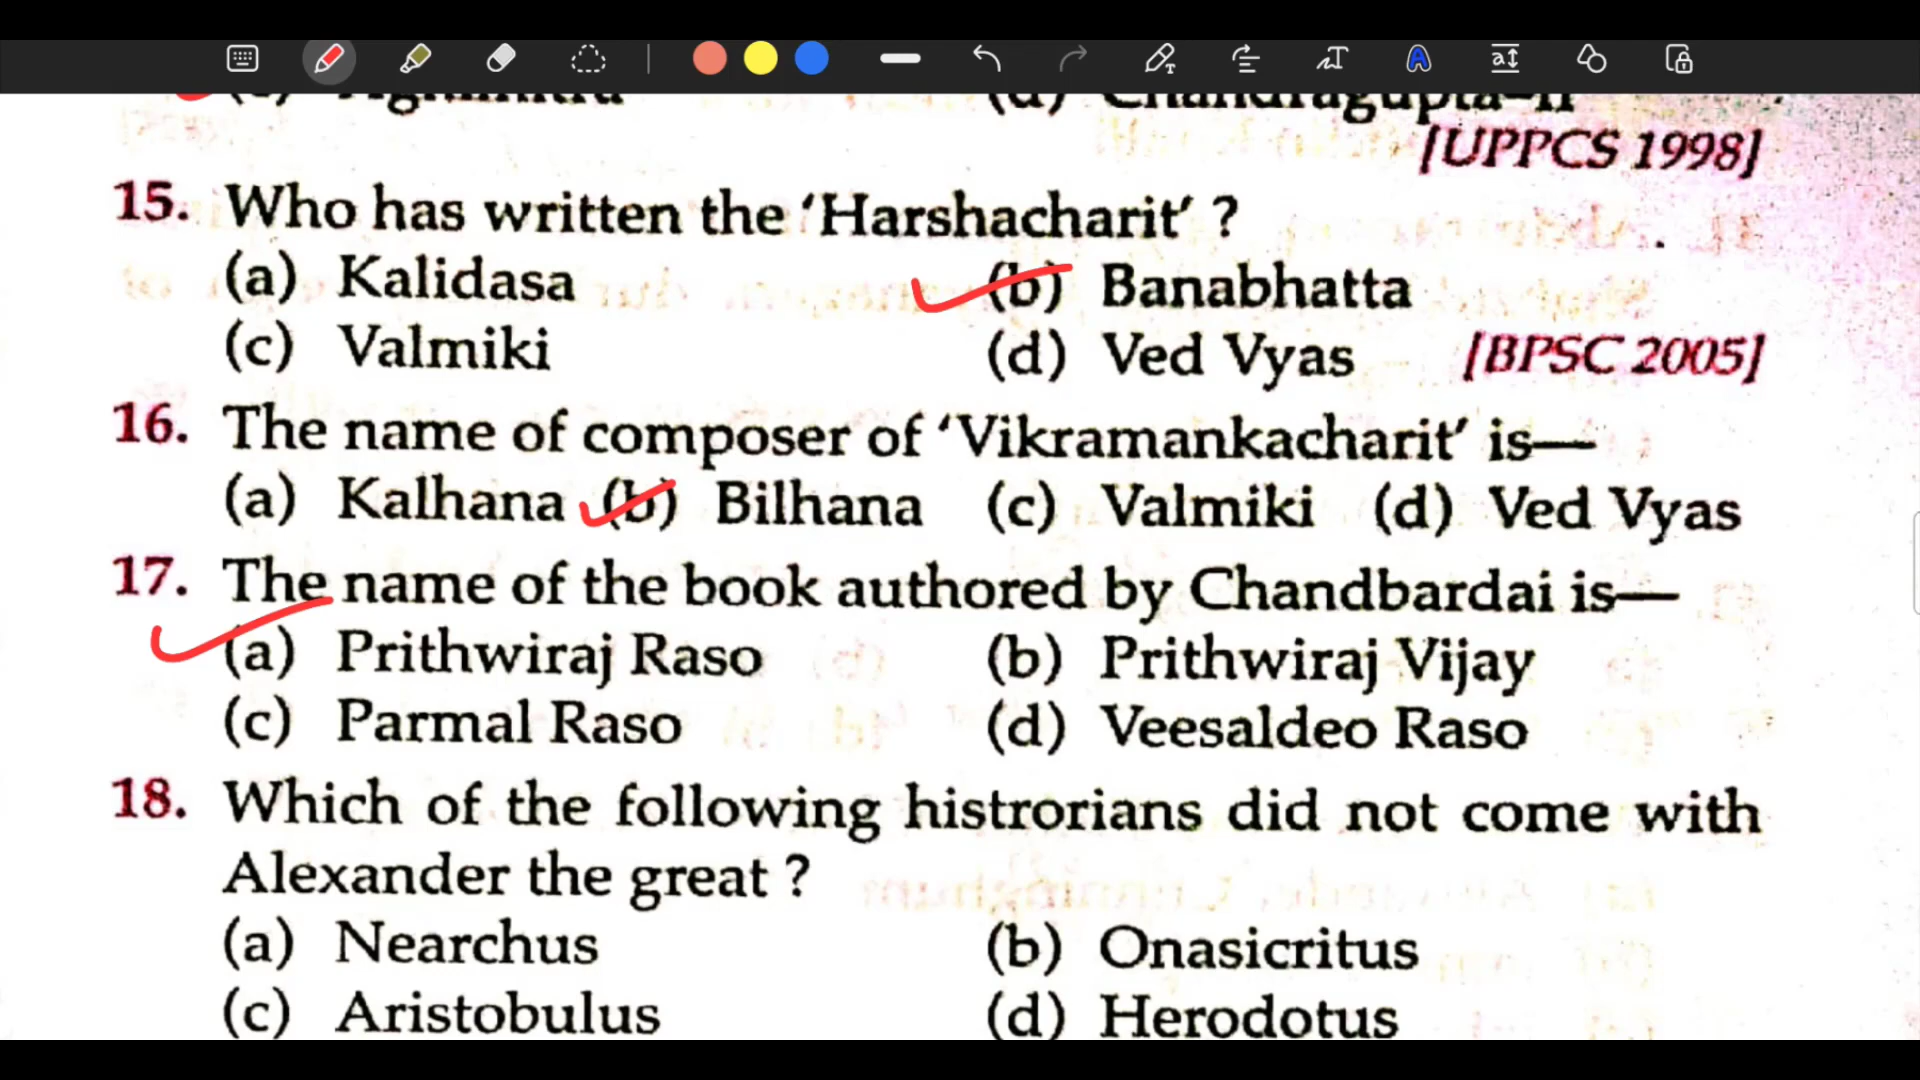 (c) Agnimitra (d) Chandragupta-II
[UPPCS 1998]
15. Who has written the ‘Harshacharit’ ?
(a) Kalidasa (b) Banabhatta
(c) Valmiki (d) Ved Vyas [BPSC 2005]
16. The name of composer of ‘Vikramankacharit’ is—
(a) Kalhana (b) Bilhana (c) Valmiki (d) Ved Vyas
17. The name of the book authored by Chandbardai is—
(a) Prithwiraj Raso (b) Prithwiraj Vijay
(c) Parmal Raso (d) Veesaldeo Raso
18. Which of the following histrorians did not come with
Alexander the great ?
(a) Nearchus (b) Onasicritus
(c) Aristobulus (d) Herodotus